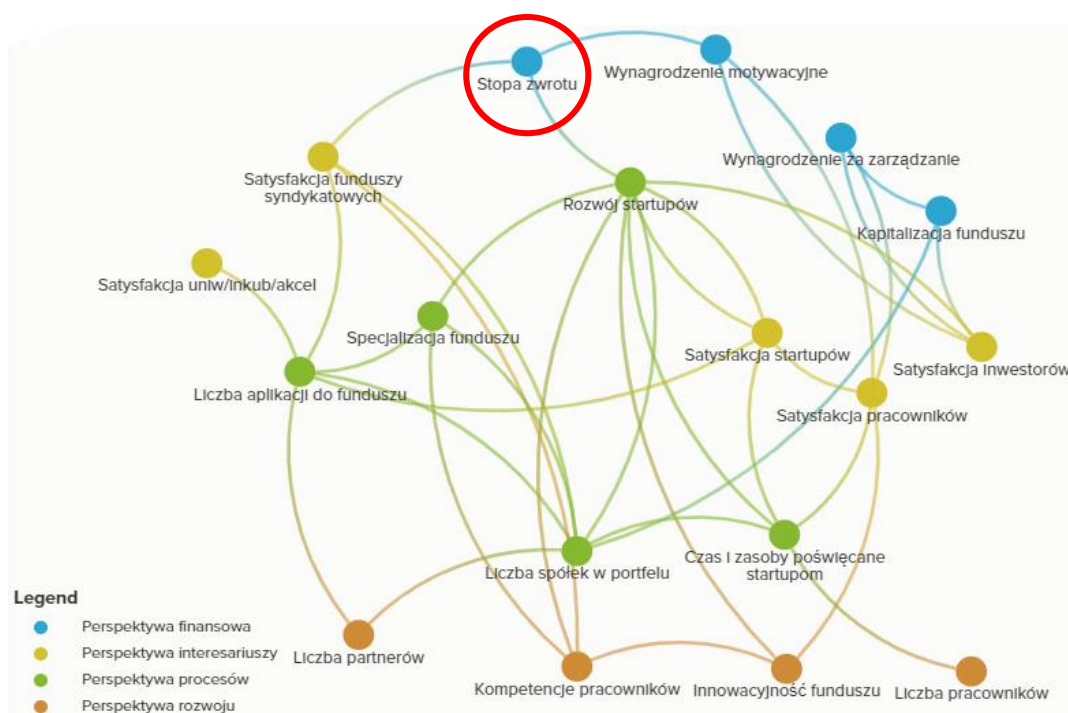 Stopa zwrotu
Wynagrodzenie motywacyjne
Wynagrodzenie za zarządzanie
Satysfakcja funduszy
syndykatowych
Rozwój startupów
Kapitalizacja funduszu
Satysfakcja uniw/inkub/akcel
Specjalizacja funduszu
Satysfakcja startupów
Satysfakcja inwestorów
Liczba aplikacji do funduszu
Satysfakcja pracowników
Liczba spółek w portfelu
Czas i zasoby poświęcane
startupom
Liczba partnerów
Kompetencje pracowników
Innowacyjność funduszu
Liczba pracowników
Legend
Perspektywa finansowa
Perspektywa interesariuszy
Perspektywa procesów
Perspektywa rozwoju